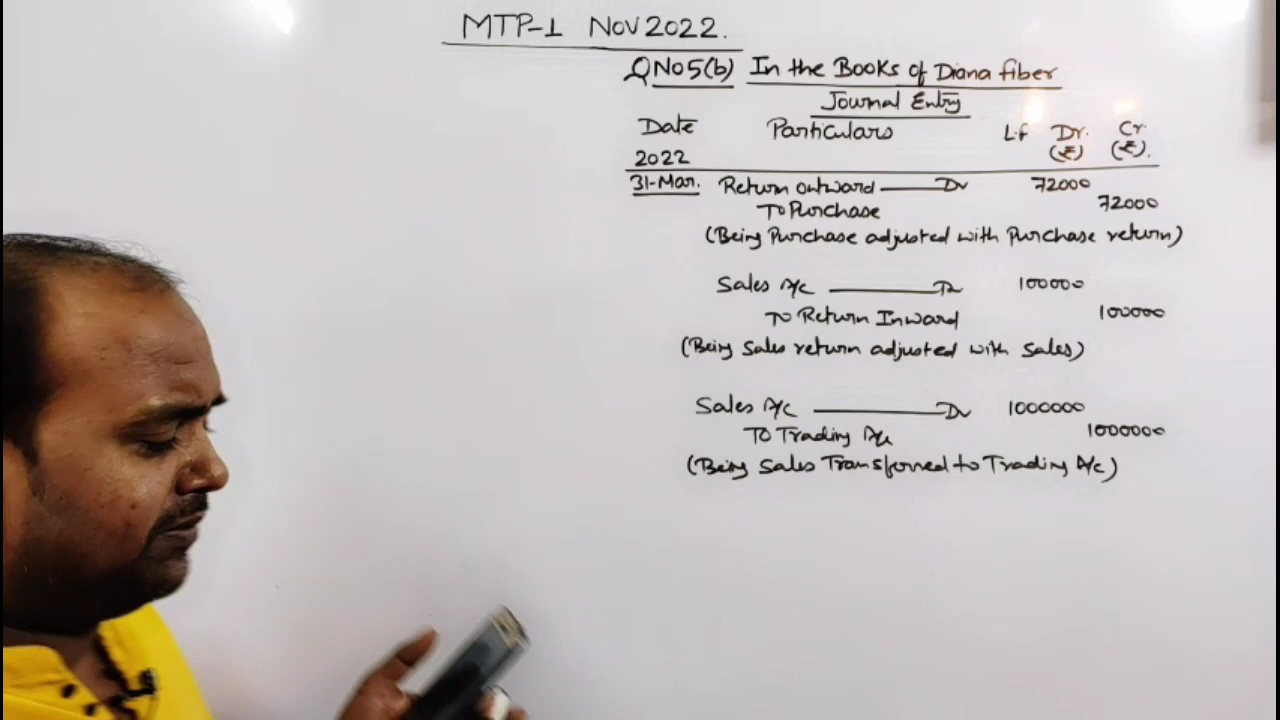 MTP-1 NOV 2022.
QNO5(b) In the Books of Diana fiber
Journal Entry
Date Particulars L.f Dr. Cr.
2022 (₹) (₹).
31-Mar. Return outward Dr 72000
To Purchase 72000
(Being Purchase adjusted with Purchase return)
Sales A/c Dr 100000
To Return Inward 100000
(Being Sales return adjusted with Sales)
Sales A/c Dr 1000000
To Trading A/c 1000000
(Being Sales Transferred to Trading A/c)